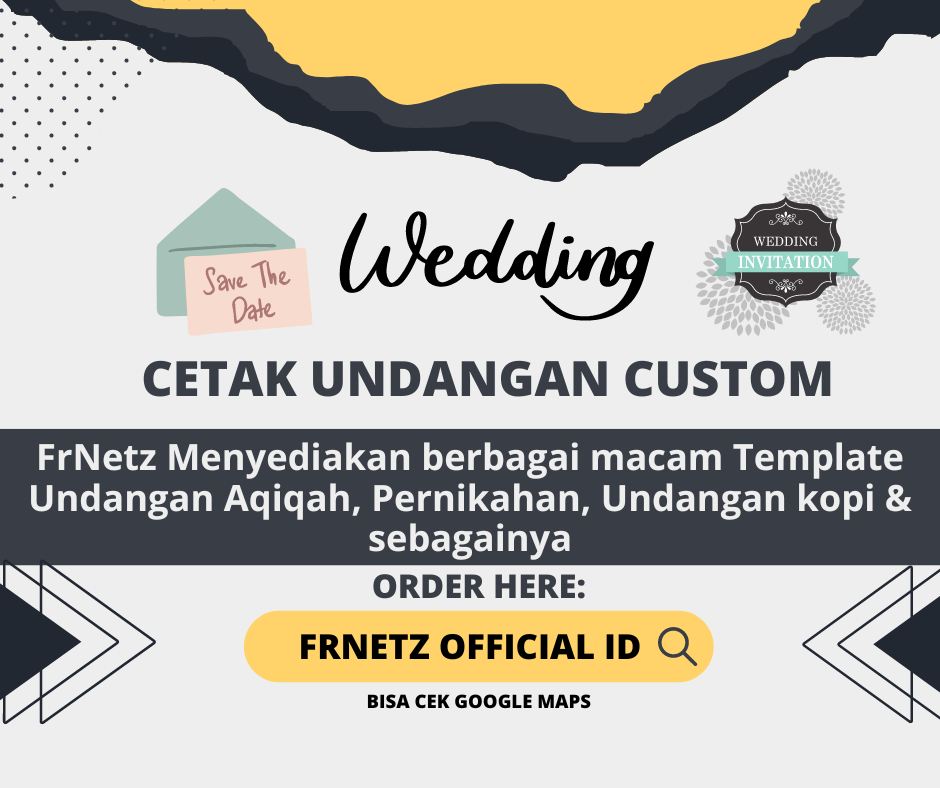 Save The
Date
Wedding
WEDDING
INVITATION
CETAK UNDANGAN CUSTOM
FrNetz Menyediakan berbagai macam Template
Undangan Aqiqah, Pernikahan, Undangan kopi &
sebagainya
ORDER HERE:
FRNETZ OFFICIAL ID
BISA CEK GOOGLE MAPS